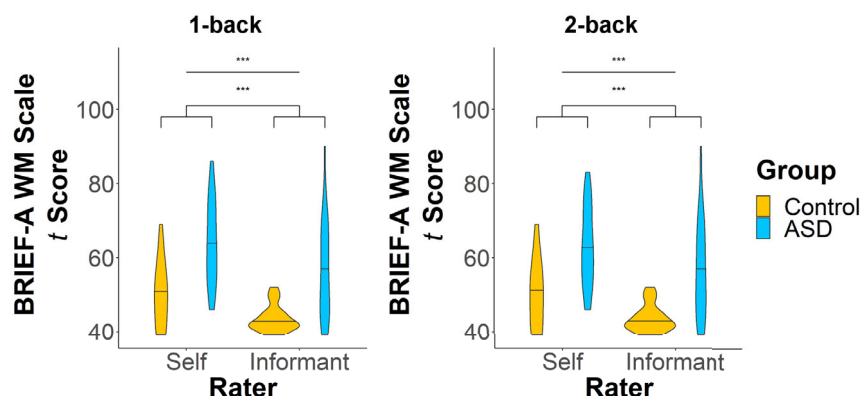 1-back
2-back
BRIEF-A WM Scale
t Score
100
80
60
40
***
***
Self
Informant
Rater
BRIEF-A WM Scale
t Score
100
80
60
40
***
***
Self
Informant
Rater
Group
Control
ASD